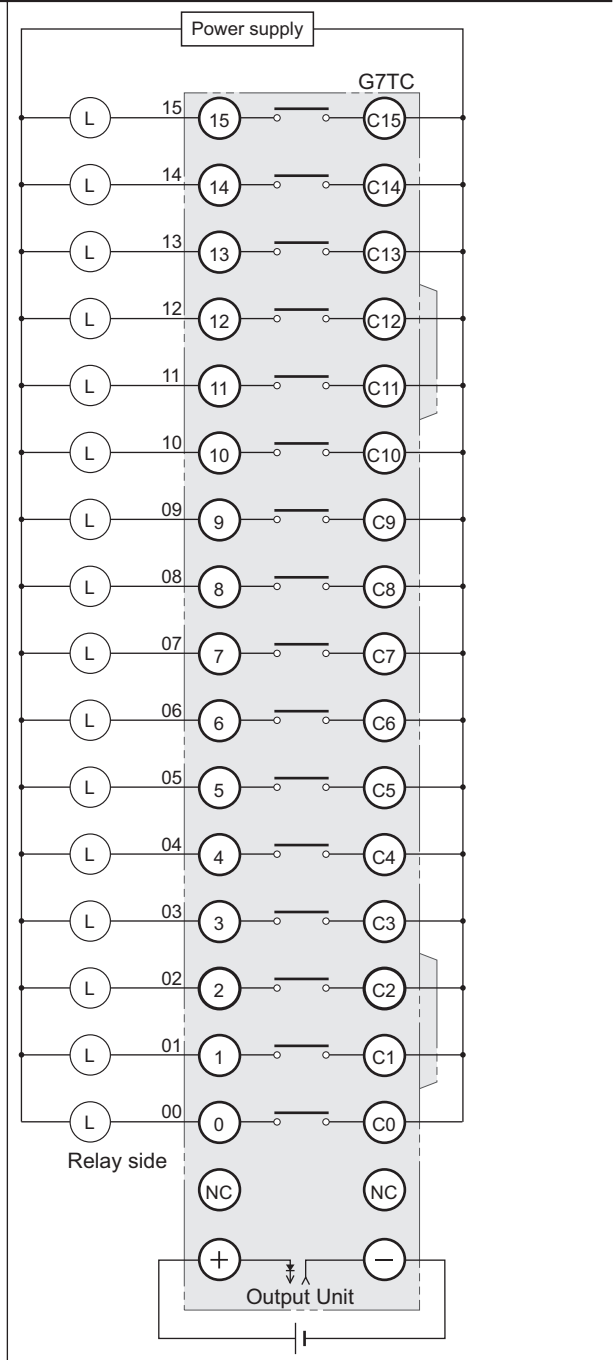 Power supply
G7TC
L 15 15 C15
L 14 14 C14
L 13 13 C13
L 12 12 C12
L 11 11 C11
L 10 10 C10
L 09 9 C9
L 08 8 C8
L 07 7 C7
L 06 6 C6
L 05 5 C5
L 04 4 C4
L 03 3 C3
L 02 2 C2
L 01 1 C1
L 00 0 C0
Relay side
NC NC
+ −
Output Unit